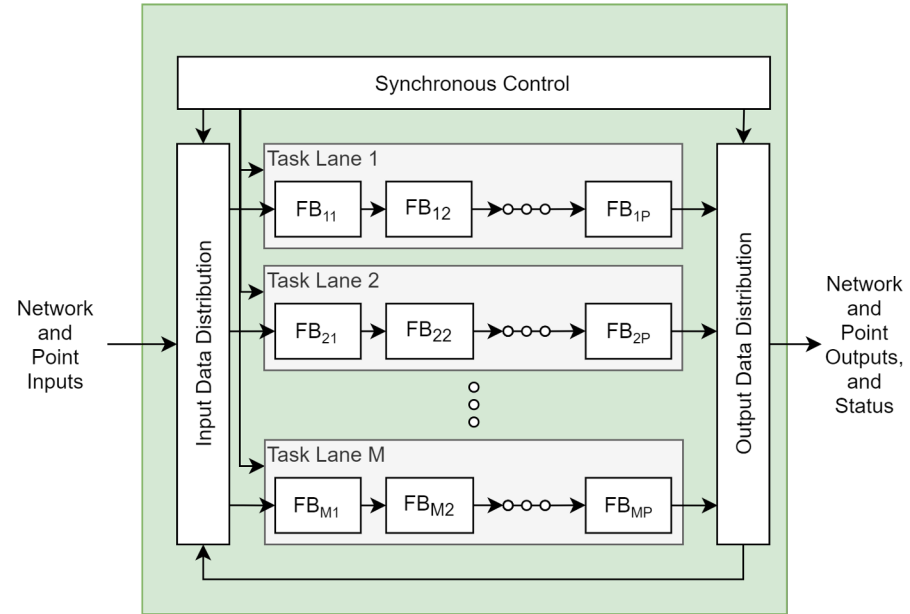 Synchronous Control
Input Data Distribution
Task Lane 1
FB11
FB12
FB1P
Task Lane 2
FB21
FB22
FB2P
Task Lane M
FBM1
FBM2
FBMP
Output Data Distribution
Network
and
Point
Inputs
Network
and
Point
Outputs,
and
Status